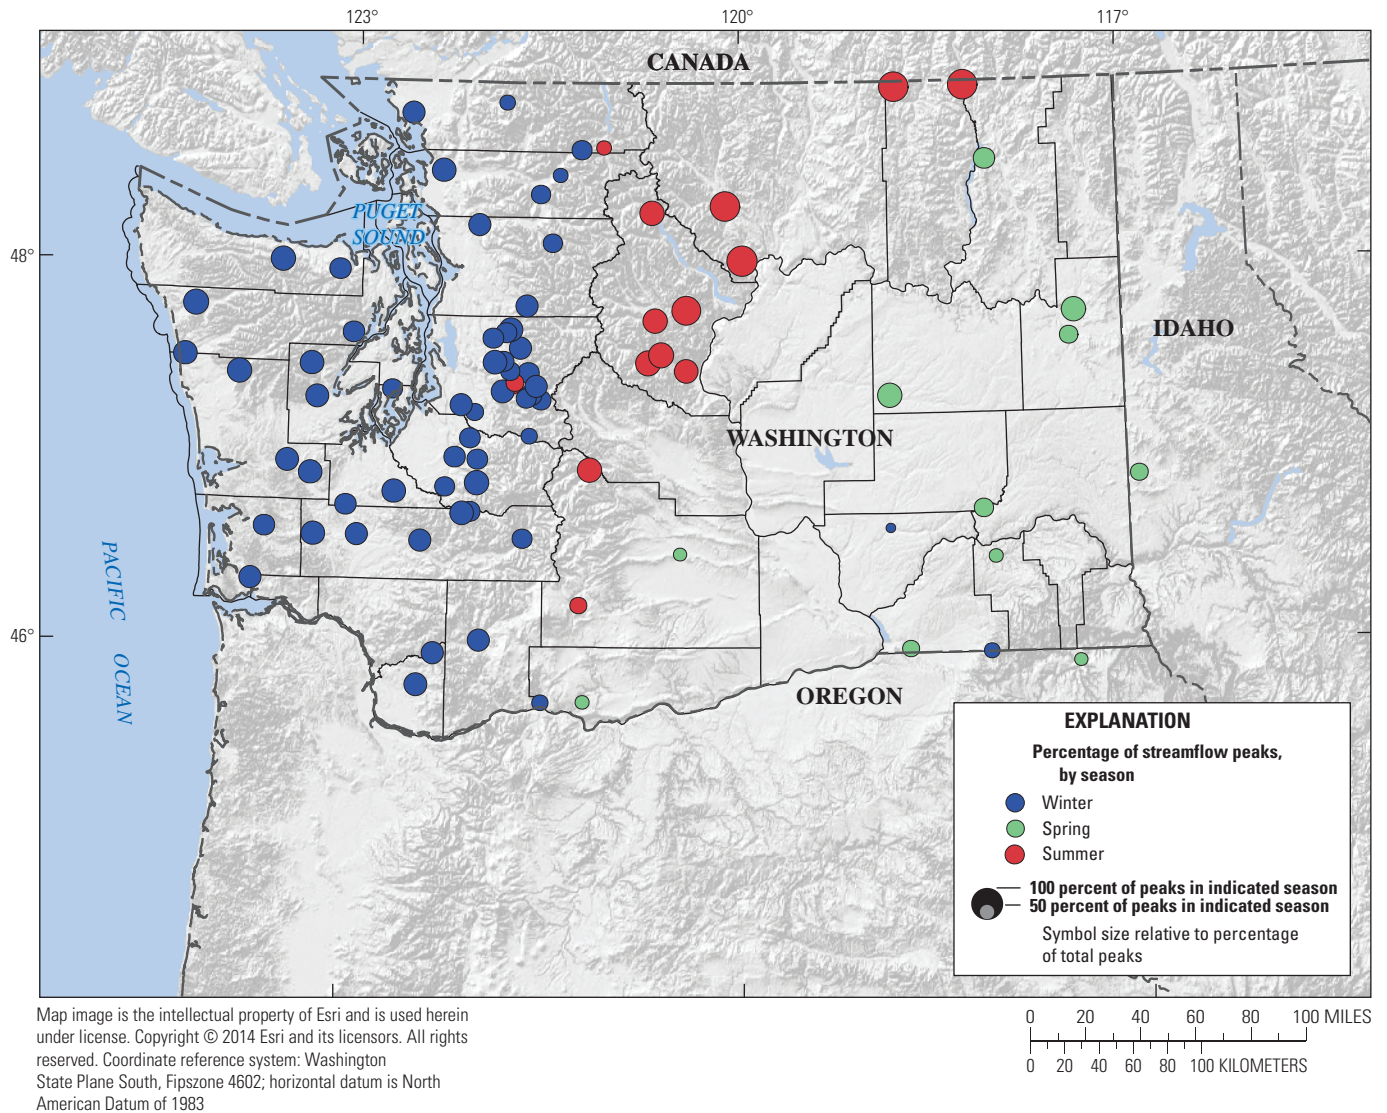 123°
120°
117°
CANADA
PUGET
SOUND
48°
IDAHO
WASHINGTON
PACIFIC OCEAN
46°
OREGON
EXPLANATION
Percentage of streamflow peaks,
by season
Winter
Spring
Summer
100 percent of peaks in indicated season
50 percent of peaks in indicated season
Symbol size relative to percentage
of total peaks
Map image is the intellectual property of Esri and is used herein
under license. Copyright © 2014 Esri and its licensors. All rights
reserved. Coordinate reference system: Washington
State Plane South, Fipszone 4602; horizontal datum is North
American Datum of 1983
0 20 40 60 80 100 MILES
0 20 40 60 80 100 KILOMETERS